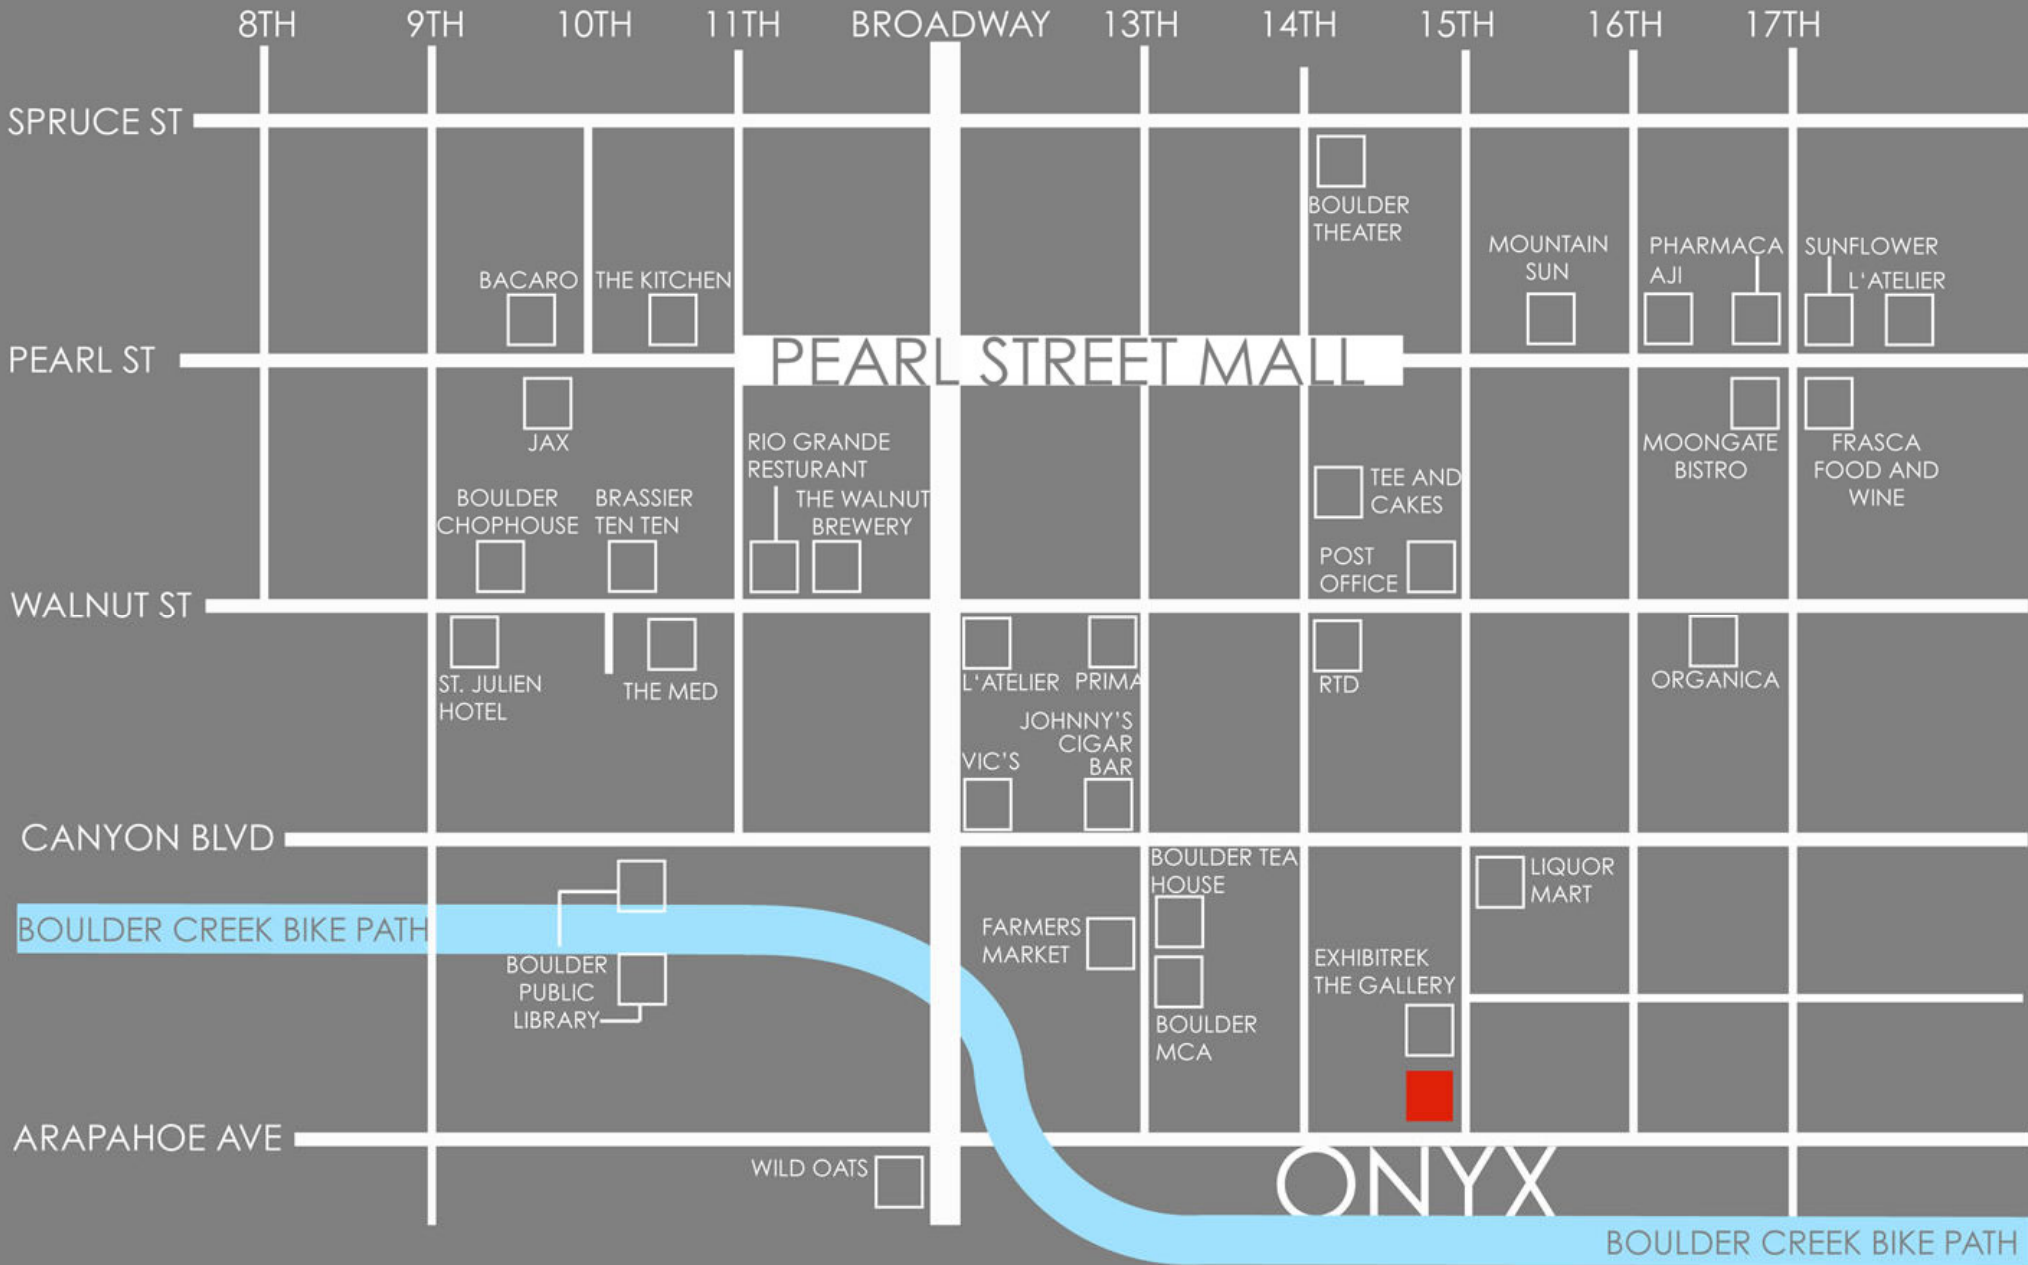 8TH
9TH
10TH
11TH
BROADWAY
13TH
14TH
15TH
16TH
17TH
SPRUCE ST
BOULDER
THEATER
MOUNTAIN
SUN
PHARMACA
AJI
SUNFLOWER
L'ATELIER
BACARO
THE KITCHEN
PEARL ST
PEARL STREET MALL
JAX
RIO GRANDE
RESTURANT
MOONGATE
BISTRO
FRASCA
FOOD AND
WINE
TEE AND
CAKES
BOULDER
CHOPHOUSE
BRASSIER
TEN TEN
THE WALNUT
BREWERY
POST
OFFICE
WALNUT ST
ST. JULIEN
HOTEL
THE MED
L'ATELIER
PRIMA
RTD
ORGANICA
JOHNNY'S
CIGAR
BAR
VIC'S
CANYON BLVD
BOULDER TEA
HOUSE
LIQUOR
MART
BOULDER CREEK BIKE PATH
FARMERS
MARKET
EXHIBITREK
THE GALLERY
BOULDER
PUBLIC
LIBRARY
BOULDER
MCA
ARAPAHOE AVE
WILD OATS
ONYX
BOULDER CREEK BIKE PATH